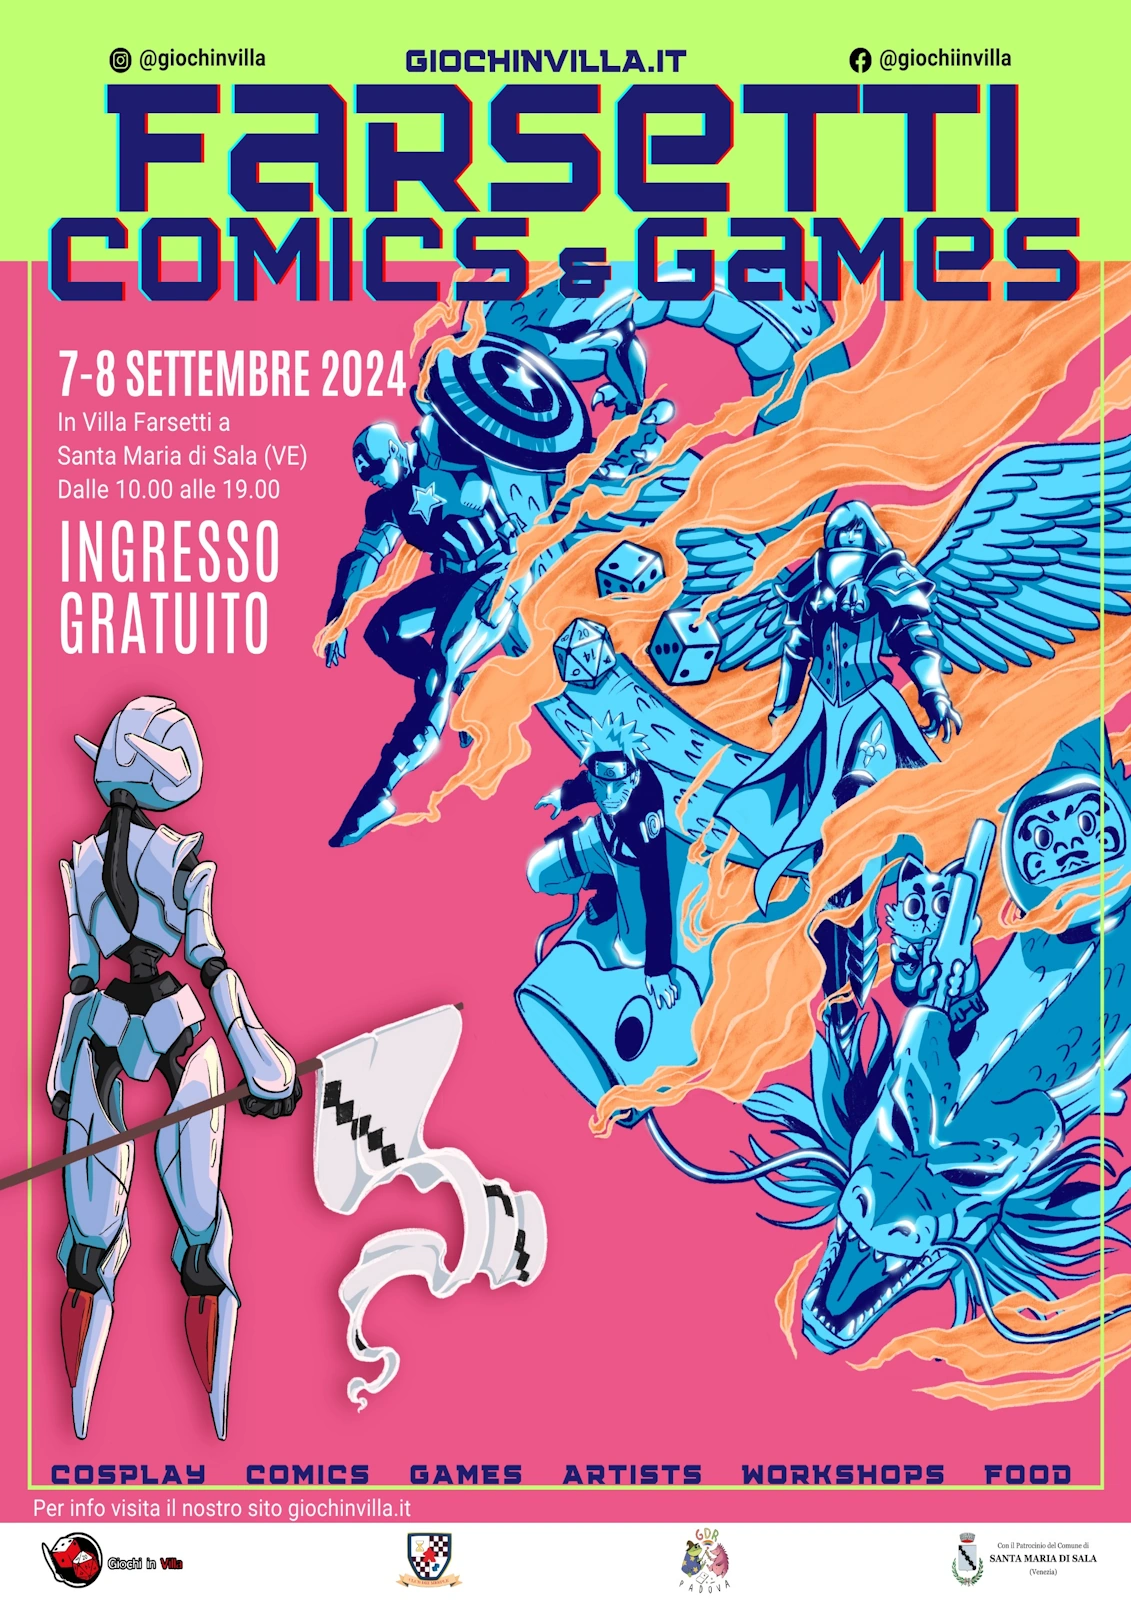 @giochinvilla
GIOCHINVILLA.IT
@giochiinvilla
FaRSeTTI
COMICS & GaMeS
7-8 SETTEMBRE 2024
In Villa Farsetti a
Santa Maria di Sala (VE)
Dalle 10.00 alle 19.00
INGRESSO
GRATUITO
A
20
14
COSPLAY COMICS GAMES ARTISTS WORKSHOPS FOOD
Per info visita il nostro sito giochinvilla.it
Giochi in Villa
GDR
PADOVA
Con il Patrocinio del Comune di
SANTA MARIA DI SALA
(Venezia)